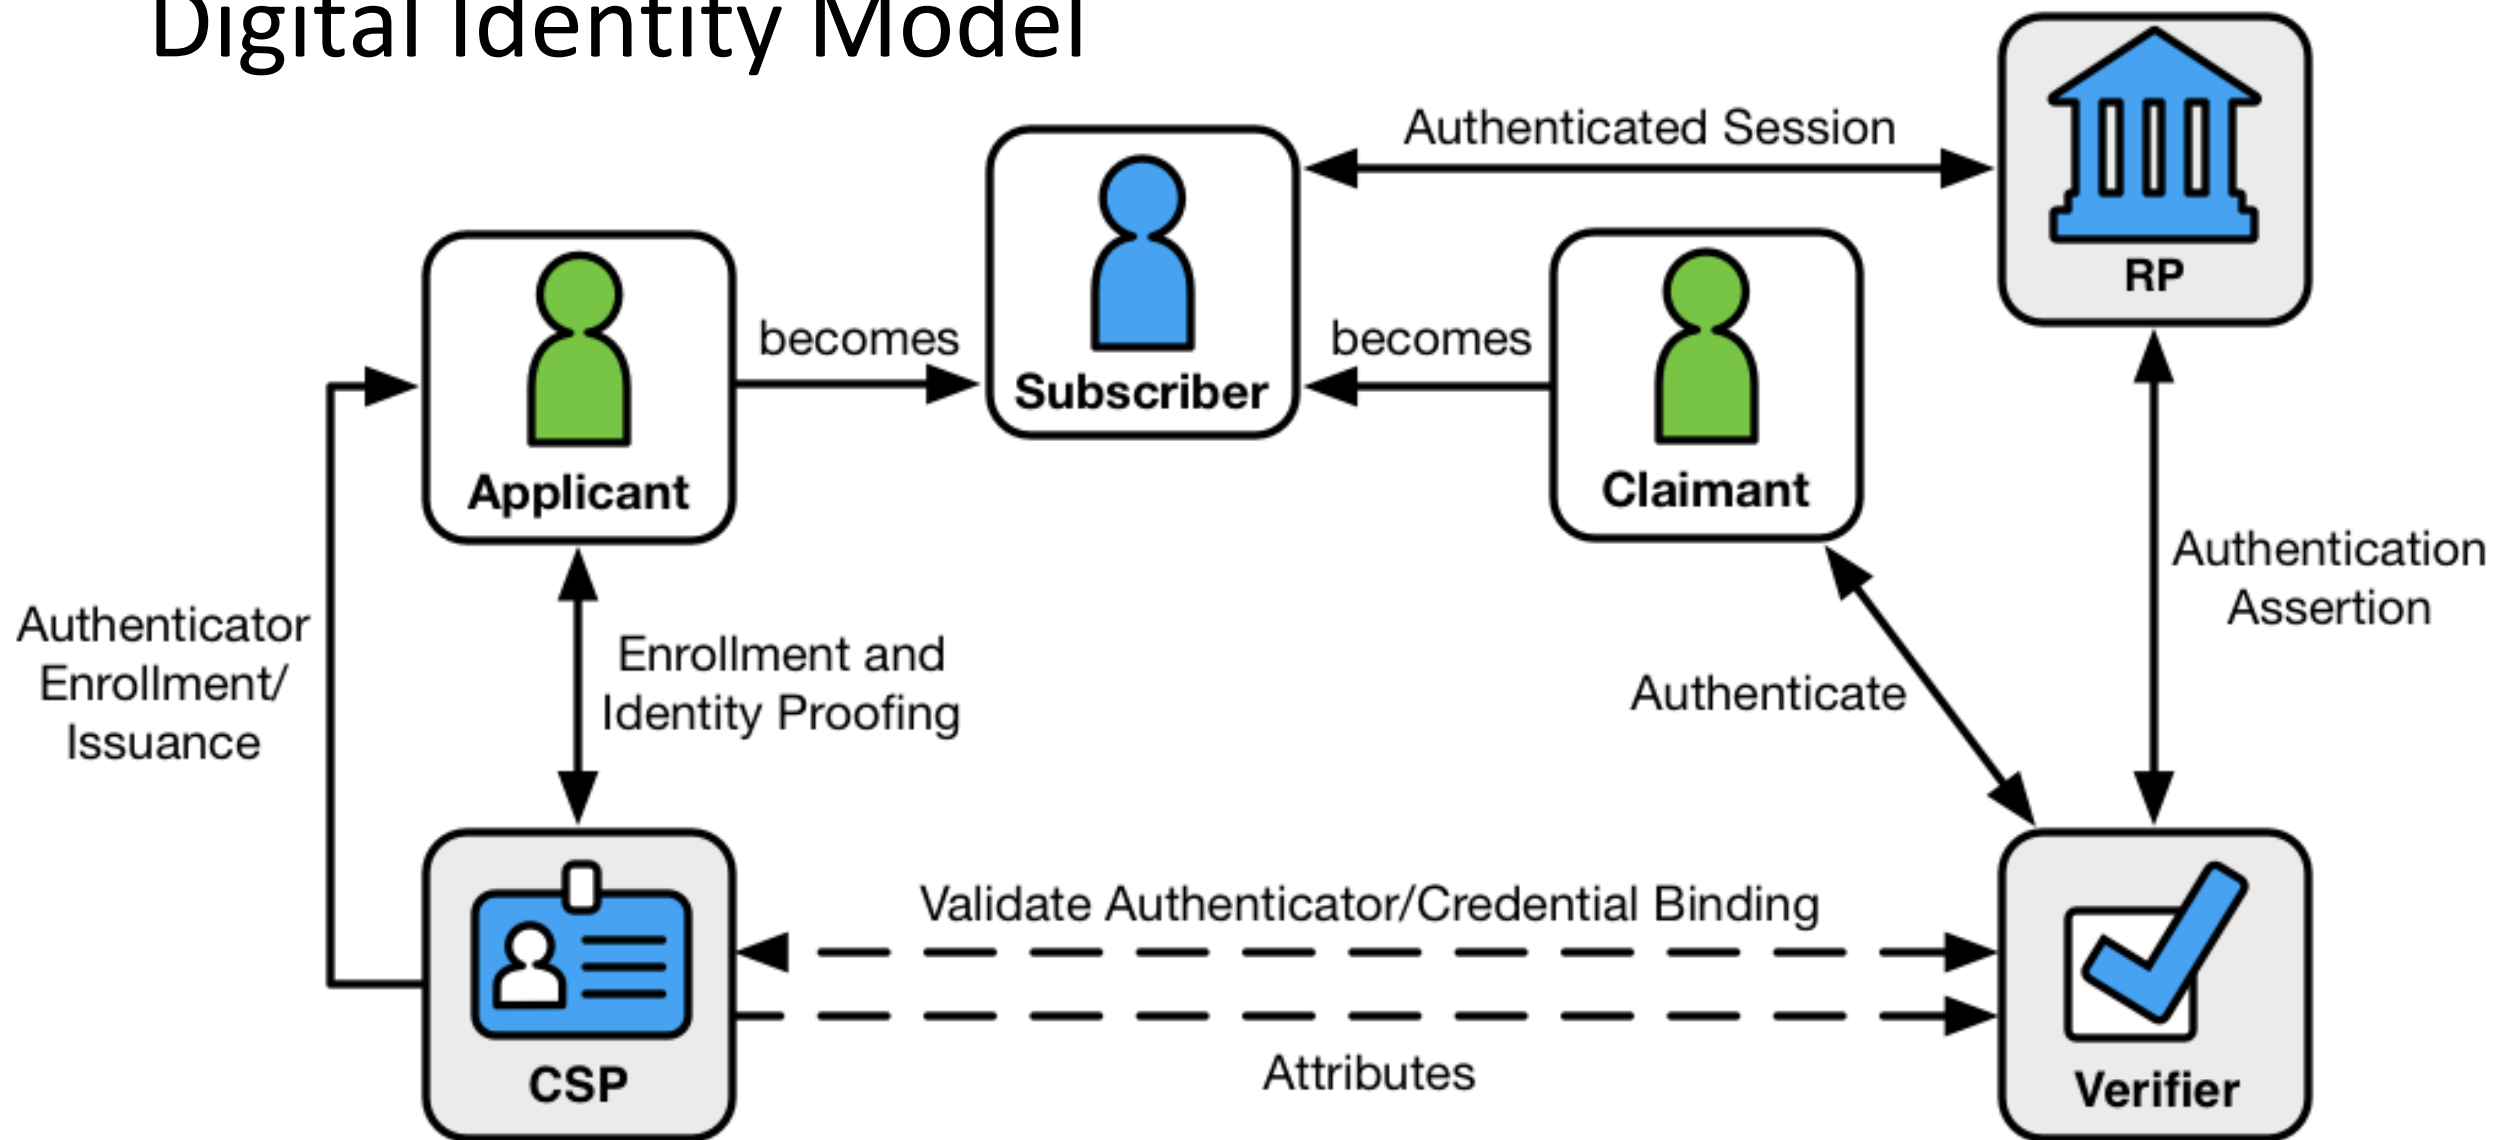 Digital Identity Model
Authenticated Session
RP
becomes
Subscriber
becomes
Applicant
Claimant
Authenticator
Enrollment/
Issuance
Enrollment and
Identity Proofing
Authenticate
Authentication
Assertion
Validate Authenticator/Credential Binding
Attributes
CSP
Verifier